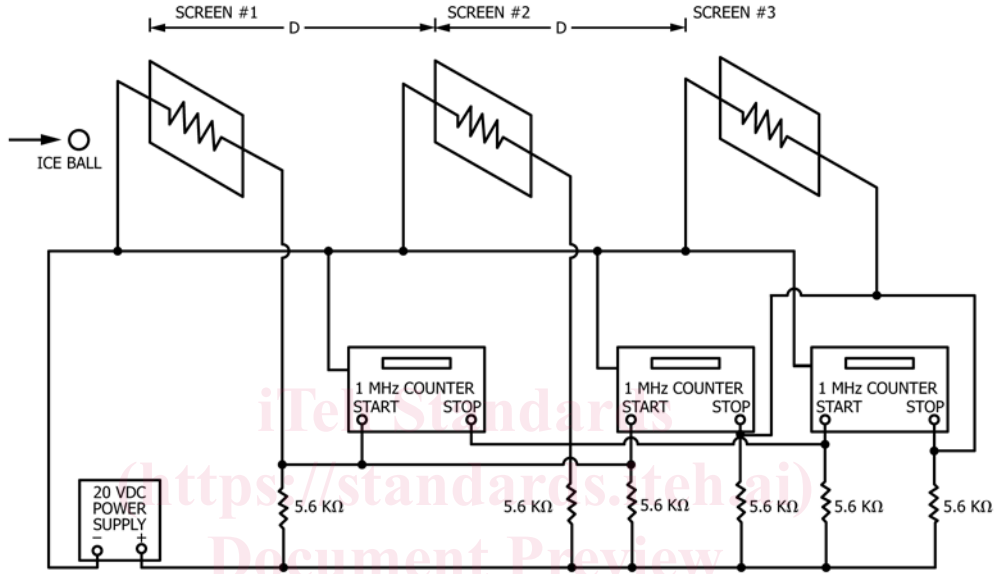 SCREEN #1
SCREEN #2
SCREEN #3
D
D
ICE BALL
1 MHz COUNTER
START STOP
1 MHz COUNTER
START STOP
1 MHz COUNTER
START STOP
iTeh Standards
(https://standards.iteh.ai)
Document Preview
20 VDC
POWER
SUPPLY
− +
5.6 KΩ
5.6 KΩ
5.6 KΩ
5.6 KΩ
5.6 KΩ
5.6 KΩ